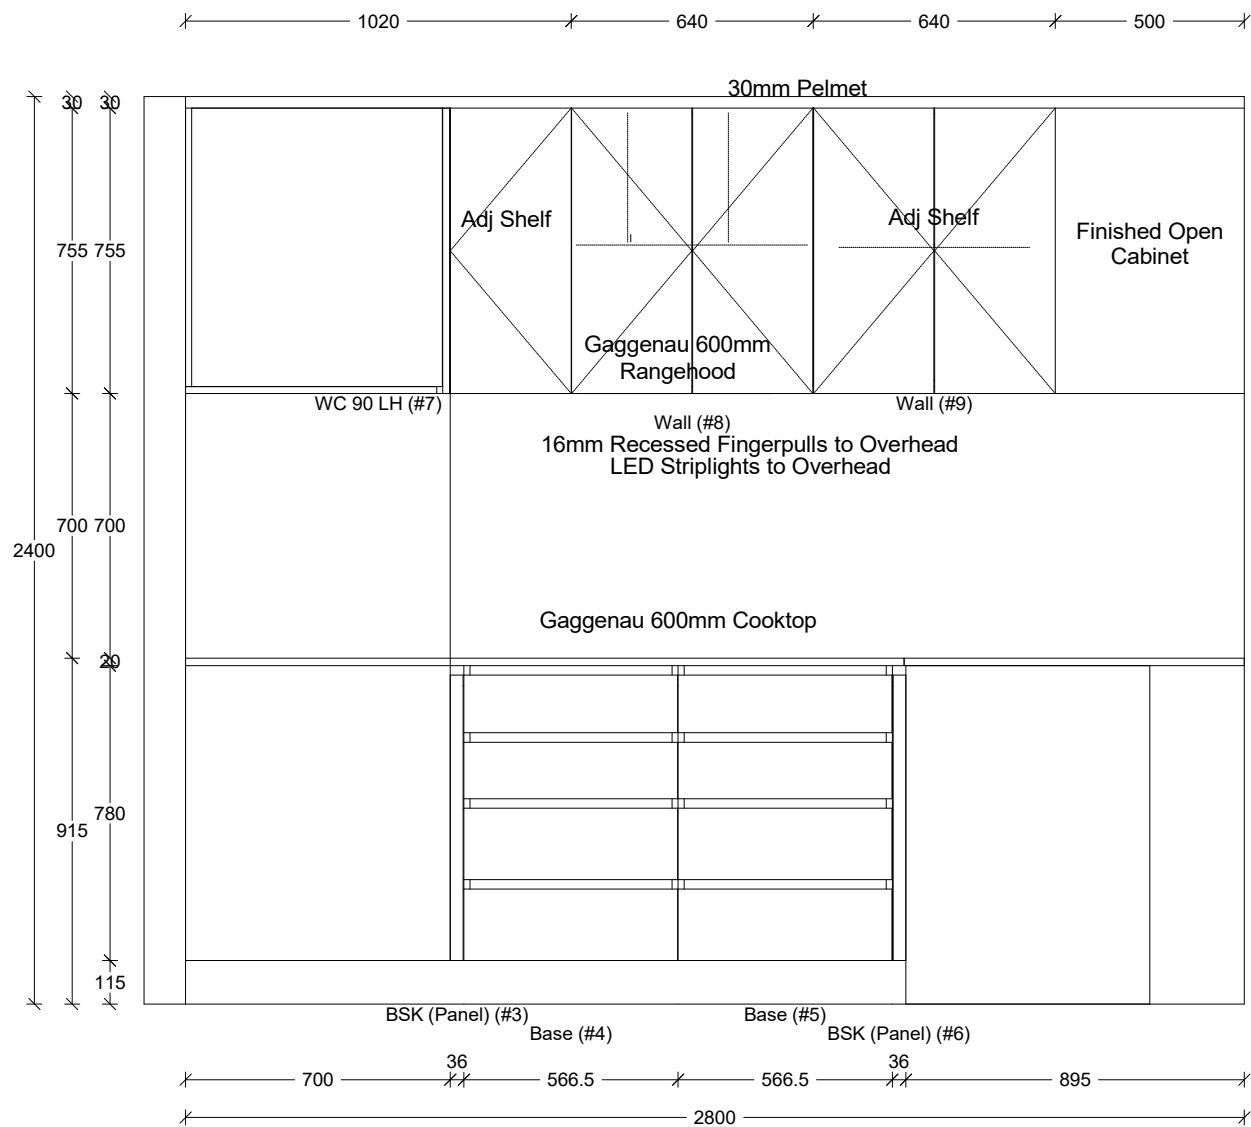 1020
640
640
500
30mm Pelmet
30
30
Adj Shelf
Adj Shelf
755
755
Finished Open
Cabinet
Gaggenau 600mm
Rangehood
WC 90 LH (#7)
Wall (#8)
Wall (#9)
16mm Recessed Fingerpulls to Overhead
LED Striplights to Overhead
700
700
2400
Gaggenau 600mm Cooktop
20
780
915
115
BSK (Panel) (#3)
Base (#4)
Base (#5)
BSK (Panel) (#6)
36
36
700
566.5
566.5
895
2800